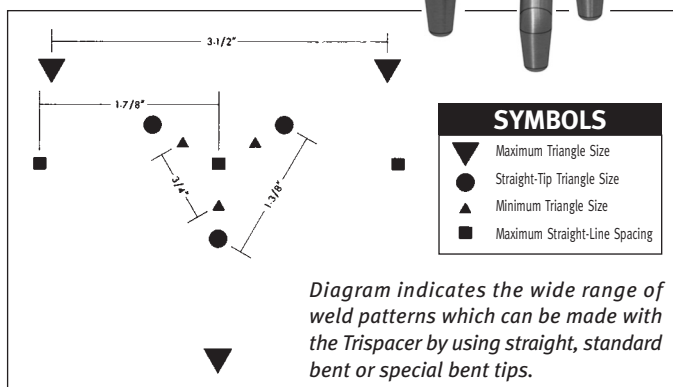 3-1/2"
1-7/8"
3/4"
1-3/8"
SYMBOLS
Maximum Triangle Size
Straight-Tip Triangle Size
Minimum Triangle Size
Maximum Straight-Line Spacing
Diagram indicates the wide range of
weld patterns which can be made with
the Trispacer by using straight, standard
bent or special bent tips.